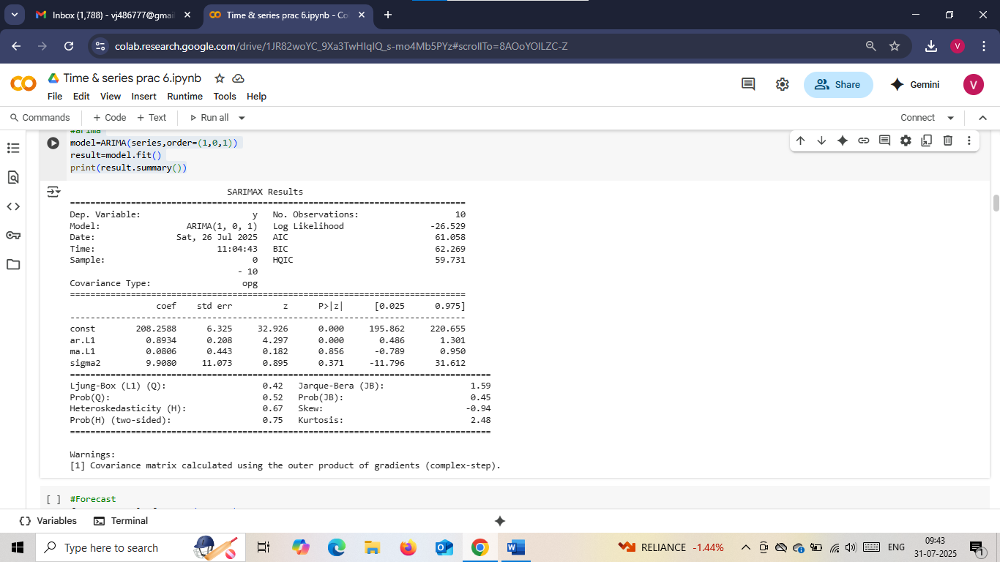 Inbox (1,788) - vj486777@gmai
Time & series prac 6.ipynb - Co
colab.research.google.com/drive/1JR82woYC_9Xa3TwHIqIQ_s-mo4Mb5PYz#scrollTo=8AOoYOILZC-Z
V
Time & series prac 6.ipynb
File Edit View Insert Runtime Tools Help
Share
Gemini
V
Commands + Code + Text Run all
Connect
#arima
model=ARIMA(series,order=(1,0,1))
result=model.fit()
print(result.summary())
SARIMAX Results
==============================================================================
Dep. Variable: y No. Observations: 10
Model: ARIMA(1, 0, 1) Log Likelihood -26.529
Date: Sat, 26 Jul 2025 AIC 61.058
Time: 11:04:43 BIC 62.269
Sample: 0 HQIC 59.731
- 10
Covariance Type: opg
==============================================================================
coef std err z P>|z| [0.025 0.975]
------------------------------------------------------------------------------
const 208.2588 6.325 32.926 0.000 195.862 220.655
ar.L1 0.8934 0.208 4.297 0.000 0.486 1.301
ma.L1 0.0806 0.443 0.182 0.856 -0.789 0.950
sigma2 9.9080 11.073 0.895 0.371 -11.796 31.612
===================================================================================
Ljung-Box (L1) (Q): 0.42 Jarque-Bera (JB): 1.59
Prob(Q): 0.52 Prob(JB): 0.45
Heteroskedasticity (H): 0.67 Skew: -0.94
Prob(H) (two-sided): 0.75 Kurtosis: 2.48
===================================================================================
Warnings:
[1] Covariance matrix calculated using the outer product of gradients (complex-step).
[ ] #Forecast
Variables Terminal
Type here to search
RELIANCE -1.44%
ENG
09:43
31-07-2025
1